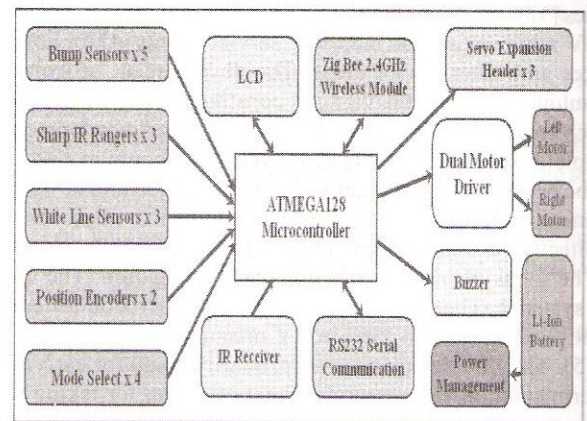 Bump Sensors x 5
Sharp IR Rangers x 3
White Line Sensors x 3
Position Encoders x 2
Mode Select x 4
LCD
Zig Bee 2.4GHz
Wireless Module
ATMEGA128
Microcontroller
IR Receiver
RS232 Serial
Communication
Servo Expansion
Header x 3
Dual Motor
Driver
Left
Motor
Right
Motor
Buzzer
Li-Ion
Battery
Power
Management